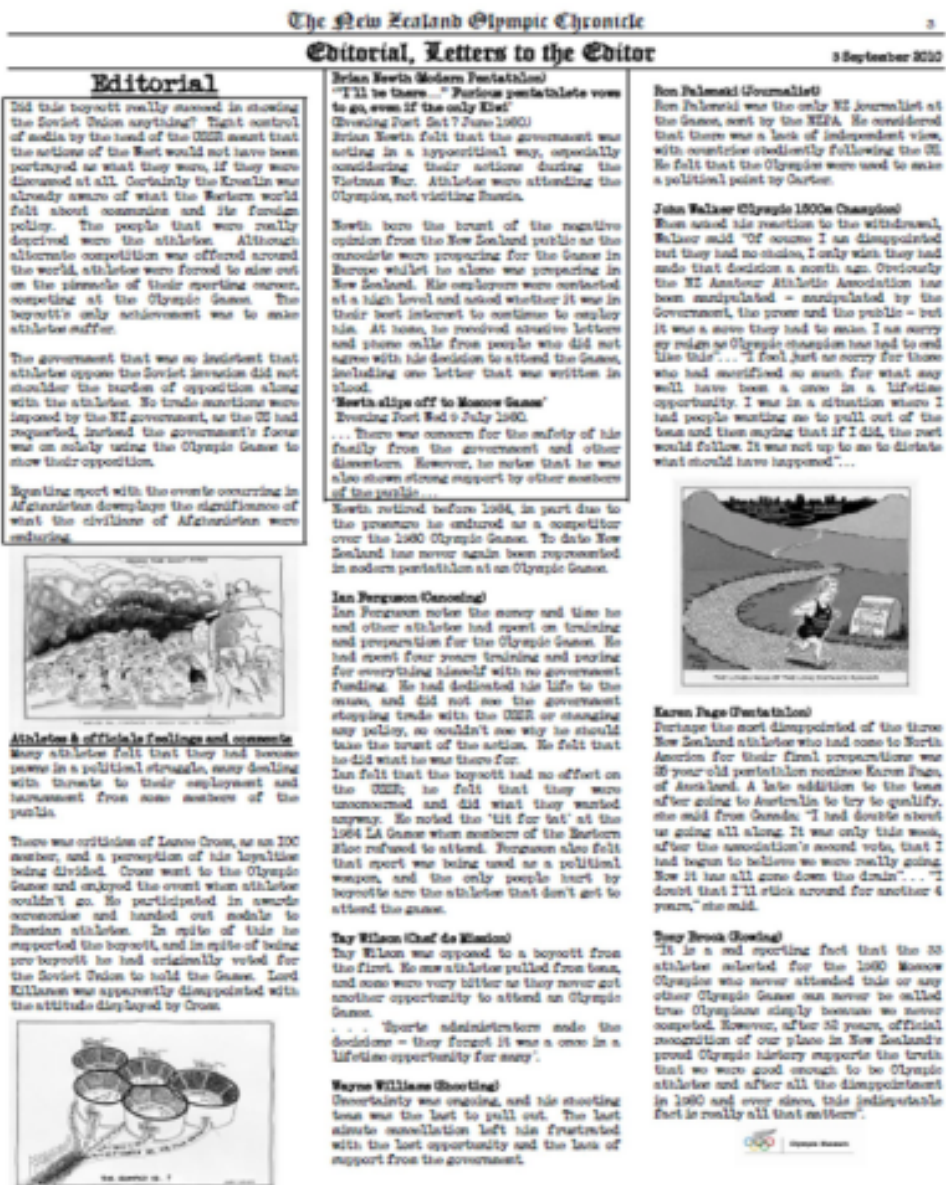 The New Zealand Olympic Chronicle
3
Editorial, Letters to the Editor
3 September 2010
Editorial
Did this boycott really succeed in showing
the Soviet Union anything? Tight control
of media by the head of the USSR meant that
the actions of the West would not have been
portrayed as what they were, if they were
discussed at all. Certainly the Kremlin was
already aware of what the Western world
felt about communism and its foreign
policy. The people that were really
deprived were the athletes. Although
alternate competition was offered around
the world, athletes were forced to miss out
on the pinnacle of their sporting career,
competing at the Olympic Games. The
boycott's only achievement was to make
athletes suffer.
The government that was so insistent that
athletes oppose the Soviet invasion did not
shoulder the burden of opposition along
with the athletes. No trade sanctions were
imposed by the NZ government, as the US had
requested, instead the government's focus
was on solely using the Olympic Games to
show their opposition.
Equating sport with the events occurring in
Afghanistan downplays the significance of
what the civilians of Afghanistan were
enduring.
Athletes & officials feelings and comments
Many athletes felt that they had become
pawns in a political struggle, many dealing
with threats to their employment and
harassment from some members of the
public.
There was criticism of Lance Cross, as an IOC
member, and a perception of his loyalties
being divided. Cross went to the Olympic
Games and enjoyed the event when athletes
couldn't go. He participated in awards
ceremonies and handed out medals to
Russian athletes. In spite of this he
supported the boycott, and in spite of being
pro-boycott he had originally voted for
the Soviet Union to hold the Games. Lord
Killanen was apparently disappointed with
the attitude displayed by Cross.
Brian Newth (Modern Pentathlon)
"I'll be there..." Furious pentathlete vows
to go, even if the only Kiwi'
(Evening Post Sat 7 June 1980)
Brian Newth felt that the government was
acting in a hypocritical way, especially
considering their actions during the
Vietnam War. Athletes were attending the
Olympics, not visiting Russia.
Newth bore the brunt of the negative
opinion from the New Zealand public as the
canoeists were preparing for the Games in
Europe whilst he alone was preparing in
New Zealand. His employers were contacted
at a high level and asked whether it was in
their best interest to continue to employ
him. At home, he received abusive letters
and phone calls from people who did not
agree with his decision to attend the Games,
including one letter that was written in
blood.
'Newth slips off to Moscow Games'
Evening Post Wed 9 July 1980.
... There was concern for the safety of his
family from the government and other
dissenters. However, he notes that he was
also shown strong support by other members
of the public ...
Newth retired before 1984, in part due to
the pressure he endured as a competitor
over the 1980 Olympic Games. To date New
Zealand has never again been represented
in modern pentathlon at an Olympic Games.
Ian Ferguson (Canoeing)
Ian Ferguson notes the money and time he
and other athletes had spent on training
and preparation for the Olympic Games. He
had spent four years training and paying
for everything himself with no government
funding. He had dedicated his life to the
cause, and did not see the government
stopping trade with the USSR or changing
any policy, so couldn't see why he should
take the brunt of the action. He felt that
he did what he was there for.
Ian felt that the boycott had no effect on
the USSR; he felt that they were
unconcerned and did what they wanted
anyway. He noted the 'tit for tat' at the
1984 LA Games when members of the Eastern
Bloc refused to attend. Ferguson also felt
that sport was being used as a political
weapon, and the only people hurt by
boycotts are the athletes that don't get to
attend the games.
Tay Wilson (Chef de Mission)
Tay Wilson was opposed to a boycott from
the first. He saw athletes pulled from team,
and some were very bitter as they never got
another opportunity to attend an Olympic
Games.
. . . 'Sports administrators made the
decisions – they forgot it was a once in a
lifetime opportunity for many'.
Wayne Williams (Shooting)
Uncertainty was ongoing, and his shooting
team was the last to pull out. The last
minute cancellation left him frustrated
with the lost opportunity and the lack of
support from the government.
Ron Palenski (Journalist)
Ron Palenski was the only NZ journalist at
the Games, sent by the NZPA. He considered
that there was a lack of independent view,
with countries obediently following the US.
He felt that the Olympics were used to make
a political point by Carter.
John Walker (Olympic 1500m Champion)
When asked his reaction to the withdrawal,
Walker said "Of course I am disappointed
but they had no choice, I only wish they had
made that decision a month ago. Obviously
the NZ Amateur Athletic Association has
been manipulated – manipulated by the
Government, the press and the public – but
it was a move they had to make. I am sorry
my reign as Olympic champion has had to end
like this"... "I feel just as sorry for those
who had sacrificed so much for what may
well have been a once in a lifetime
opportunity. I was in a situation where I
had people wanting me to pull out of the
team and then saying that if I did, the rest
would follow. It was not up to me to dictate
what should have happened"...
THE LONELINESS OF THE LONG DISTANCE RUNNER
Karen Page (Pentathlon)
Perhaps the most disappointed of the three
New Zealand athletes who had come to North
America for their final preparations was
25 year-old pentathlon nominee Karen Page,
of Auckland. A late addition to the team
after going to Australia to try to qualify,
she said from Canada: "I had doubts about
us going all along. It was only this week,
after the association's second vote, that I
had begun to believe we were really going.
Now it has all gone down the drain"... "I
doubt that I'll stick around for another 4
years," she said.
Tony Brook (Rowing)
"It is a sad sporting fact that the
athletes selected for the 1980 Moscow
Olympics who never attended this or any
other Olympic Games can never be called
true Olympians simply because we never
competed. However, after 32 years, official
recognition of our place in New Zealand's
proud Olympic history supports the truth
that we were good enough to be Olympic
athletes and after all the disappointment
in 1980 and ever since, this indisputable
fact is really all that matters".
Olympic Museum